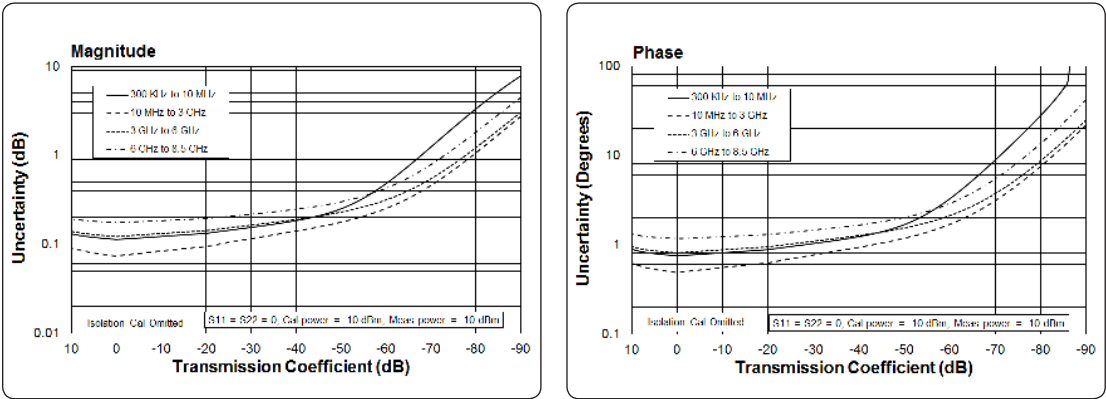 Magnitude
10
1
0.1
0.01
Uncertainty (dB)
300 KHz to 10 MHz
10 MHz to 3 GHz
3 GHz to 6 GHz
6 GHz to 8.5 GHz
Isolation Cal Omitted
S11 = S22 = 0, Cal power = 10 dBm, Meas power = 10 dBm
10 0 -10 -20 -30 -40 -50 -60 -70 -80 -90
Transmission Coefficient (dB)
Phase
100
10
1
0.1
Uncertainty (Degrees)
300 KHz to 10 MHz
10 MHz to 3 GHz
3 GHz to 6 GHz
6 GHz to 8.5 GHz
Isolation Cal Omitted
S11 = S22 = 0, Cal power = 10 dBm, Meas power = 10 dBm
10 0 -10 -20 -30 -40 -50 -60 -70 -80 -90
Transmission Coefficient (dB)